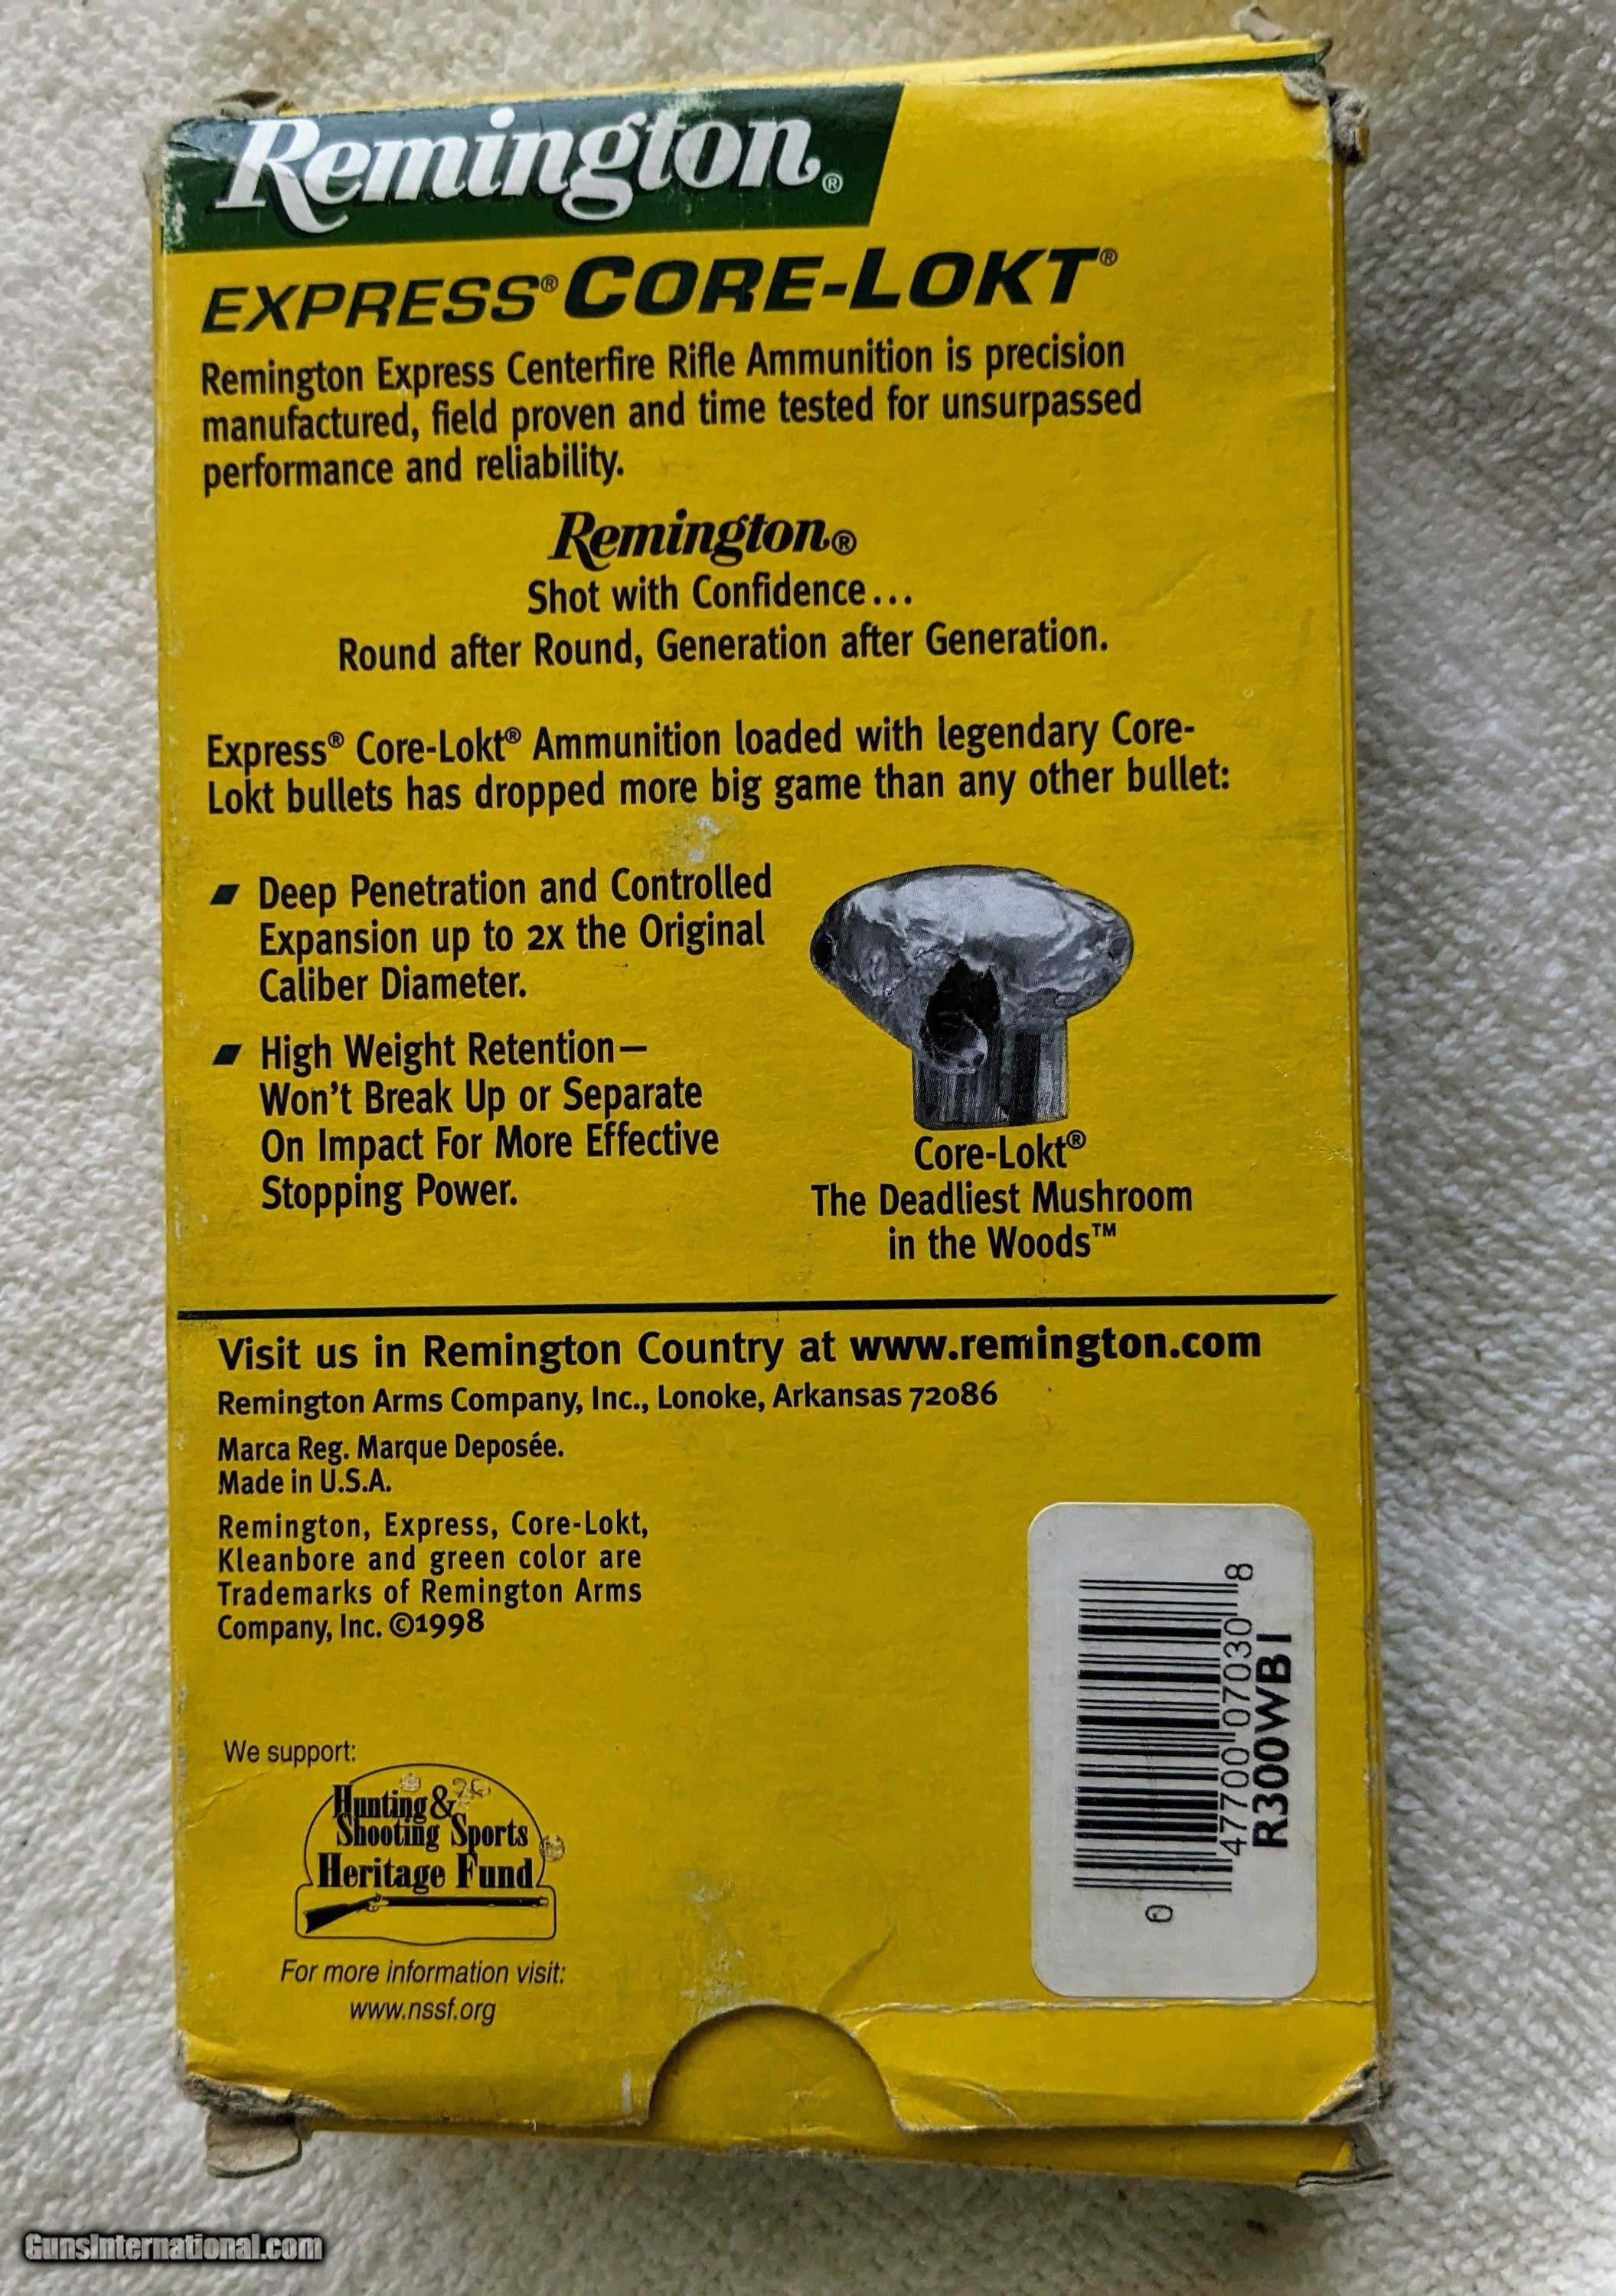 Remington®
EXPRESS® CORE-LOKT®
Remington Express Centerfire Rifle Ammunition is precision
manufactured, field proven and time tested for unsurpassed
performance and reliability.
Remington®
Shot with Confidence...
Round after Round, Generation after Generation.
Express® Core-Lokt® Ammunition loaded with legendary Core-
Lokt bullets has dropped more big game than any other bullet:
Deep Penetration and Controlled
Expansion up to 2x the Original
Caliber Diameter.
High Weight Retention—
Won't Break Up or Separate
On Impact For More Effective
Stopping Power.
Core-Lokt®
The Deadliest Mushroom
in the Woods™
Visit us in Remington Country at www.remington.com
Remington Arms Company, Inc., Lonoke, Arkansas 72086
Marca Reg. Marque Deposée.
Made in U.S.A.
Remington, Express, Core-Lokt,
Kleanbore and green color are
Trademarks of Remington Arms
Company, Inc. ©1998
We support:
Hunting &
Shooting Sports
Heritage Fund
For more information visit:
www.nssf.org
0 47700 07030 8
R300WB1
GunsInternational.com